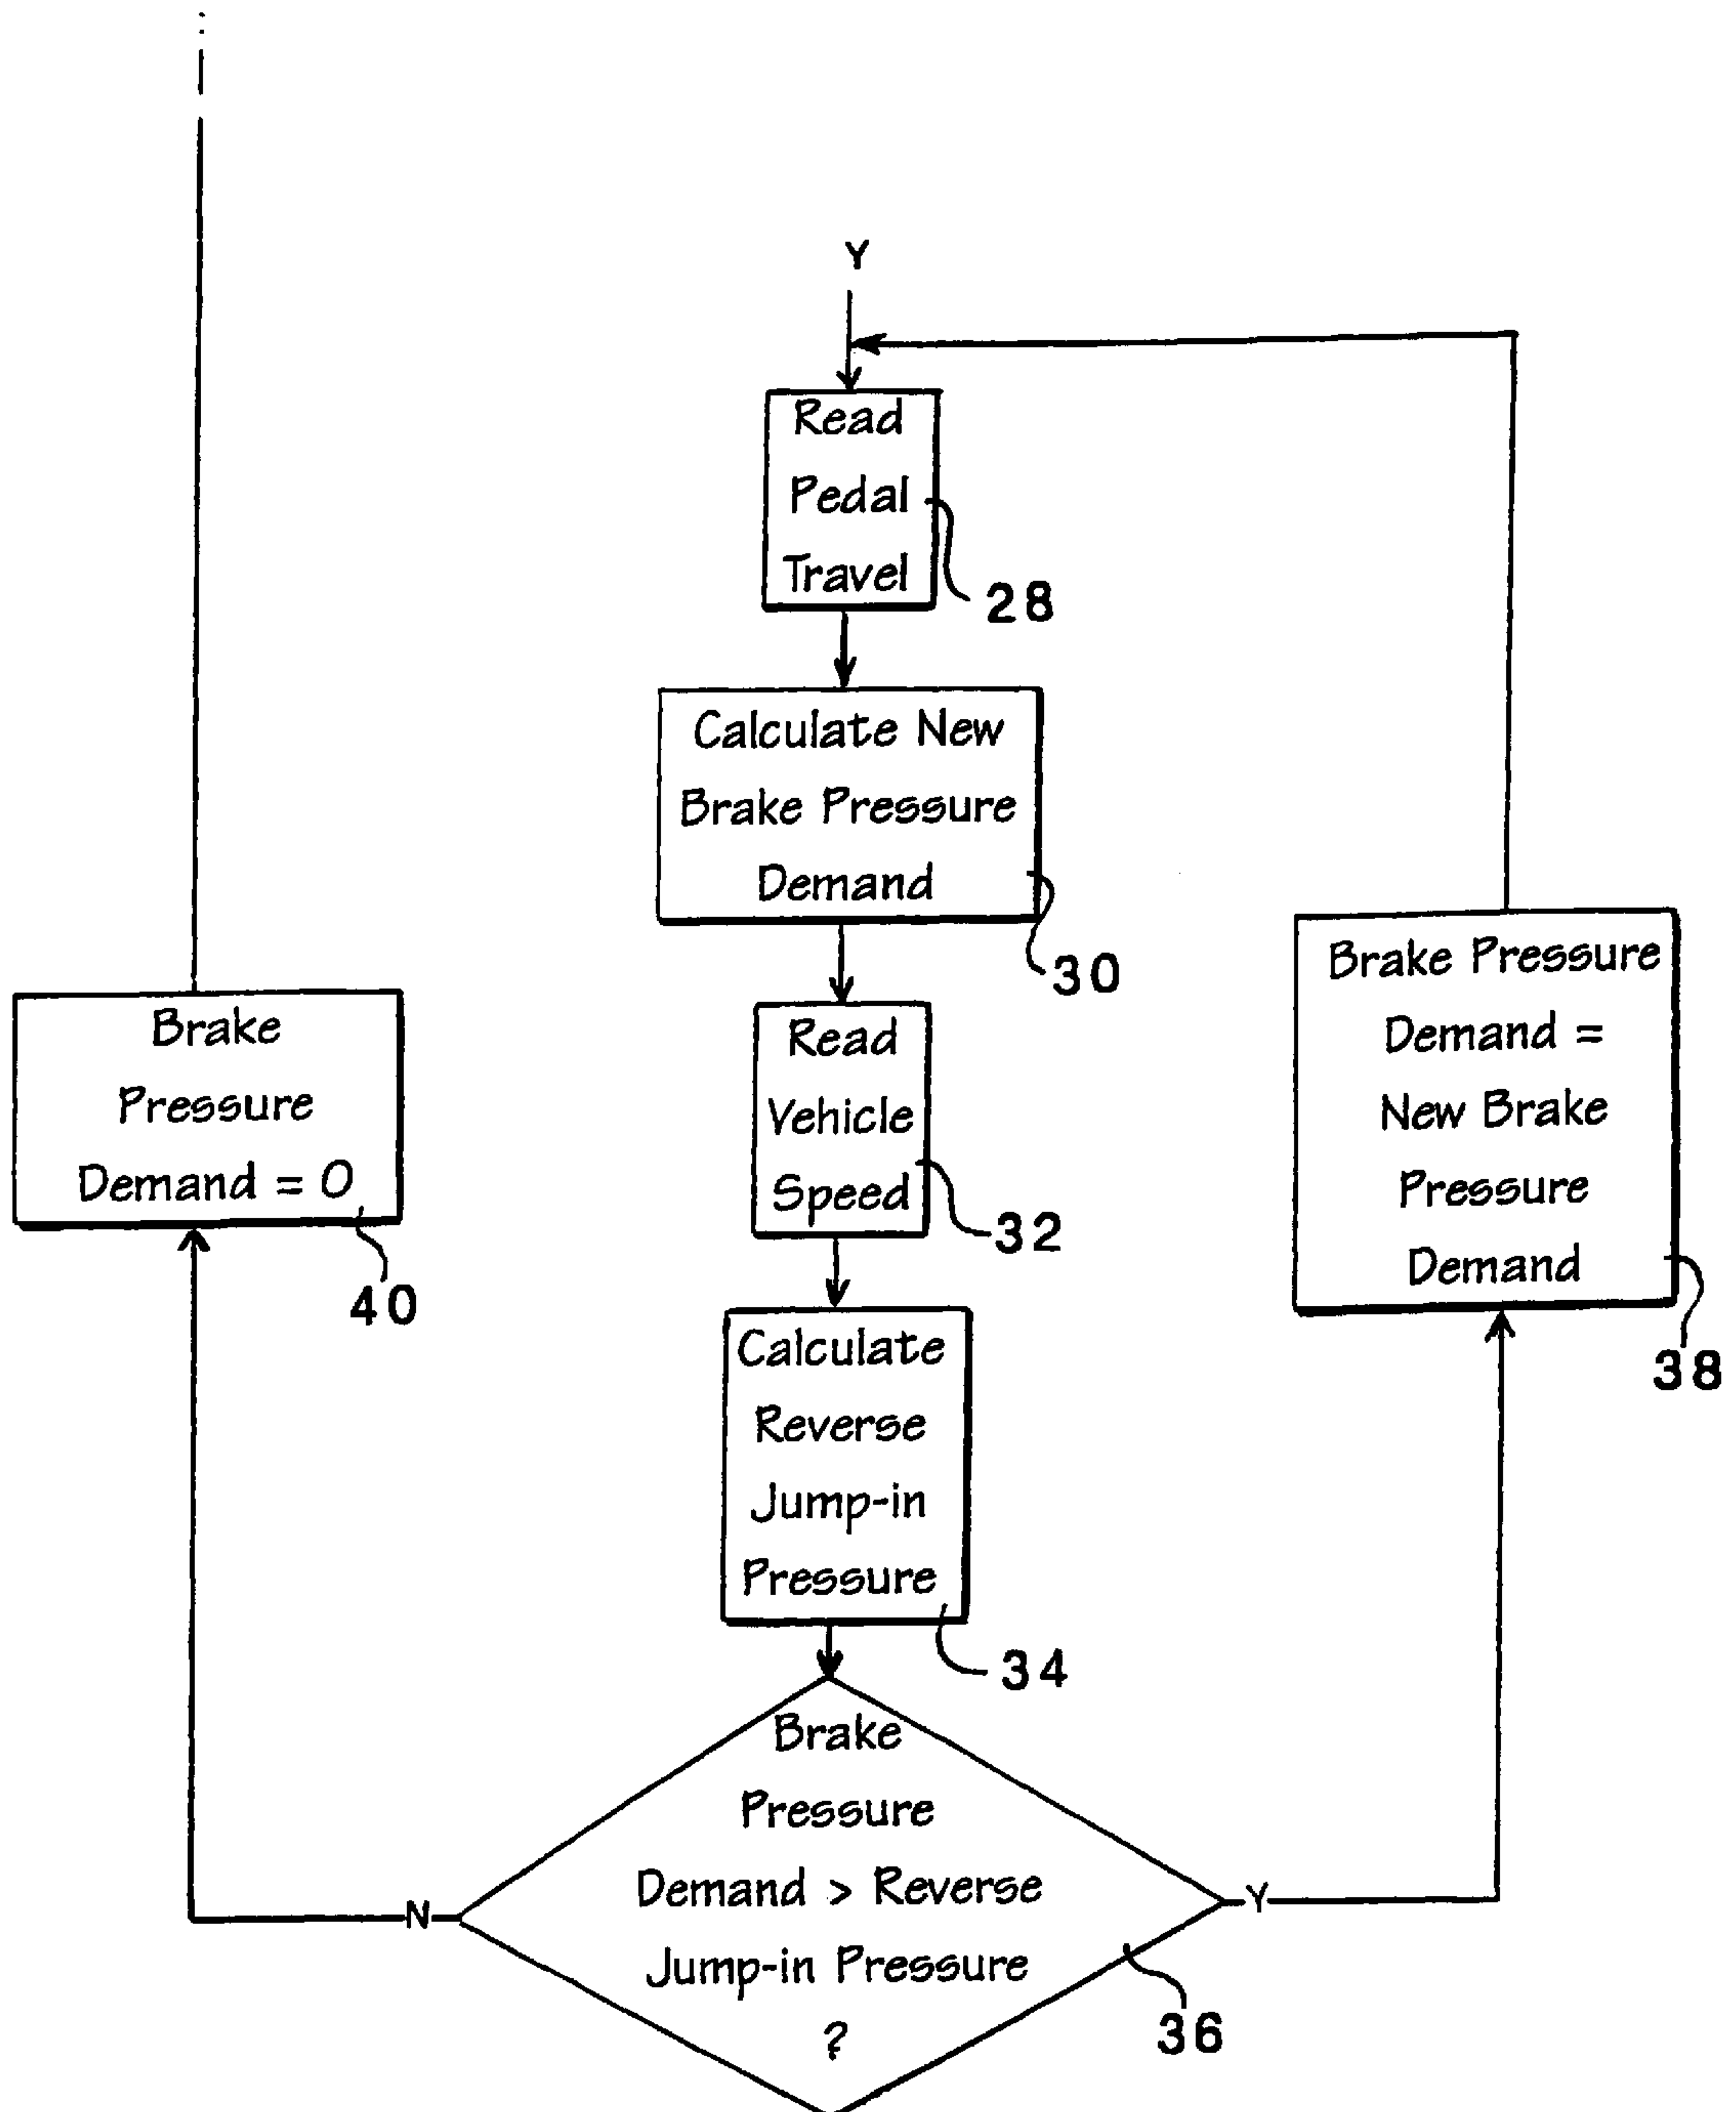 Y
Read
Pedal
Travel
28
Calculate New
Brake Pressure
Demand
30
Read
Vehicle
Speed
32
Calculate
Reverse
Jump-in
Pressure
34
Brake
Pressure
Demand > Reverse
Jump-in Pressure
?
36
N
Y
Brake
Pressure
Demand = 0
40
Brake Pressure
Demand =
New Brake
Pressure
Demand
38